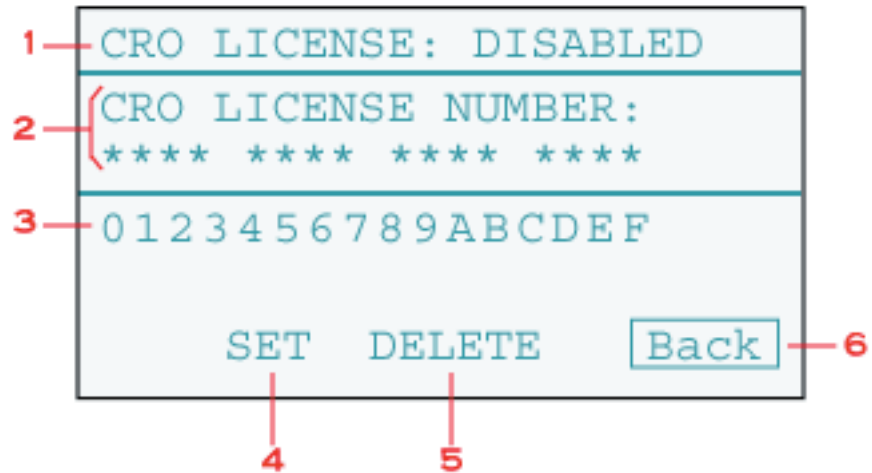 1 CRO LICENSE: DISABLED
2 CRO LICENSE NUMBER:
**** **** **** ****
3 0123456789ABCDEF
SET DELETE Back 6
4 5